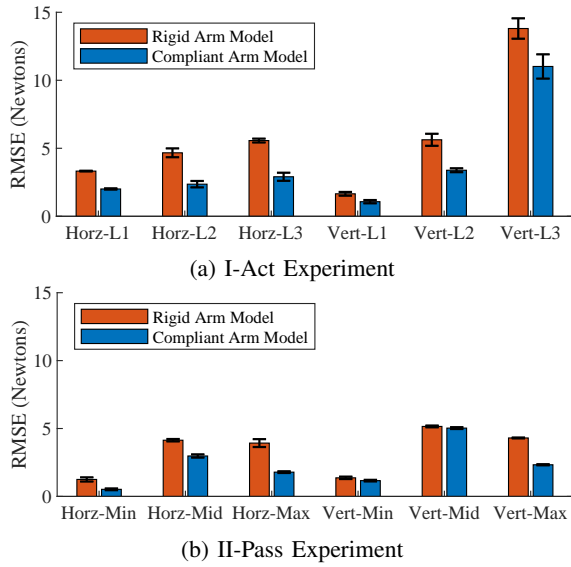 15
10
5
0
RMSE (Newtons)
Rigid Arm Model
Compliant Arm Model
Horz-L1 Horz-L2 Horz-L3 Vert-L1 Vert-L2 Vert-L3
(a) I-Act Experiment
15
10
5
0
RMSE (Newtons)
Rigid Arm Model
Compliant Arm Model
Horz-Min Horz-Mid Horz-Max Vert-Min Vert-Mid Vert-Max
(b) II-Pass Experiment